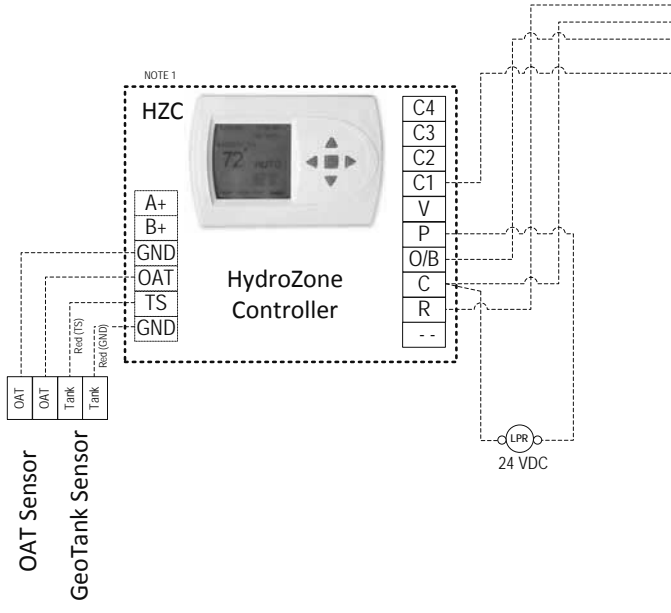 NOTE 1
HZC
72
AUTO
C4
C3
C2
C1
V
P
O/B
C
R
- -
A+
B+
GND
OAT
TS
GND
HydroZone
Controller
Red (TS)
Red (GND)
OAT
OAT
Tank
Tank
OAT Sensor
GeoTank Sensor
LPR
24 VDC